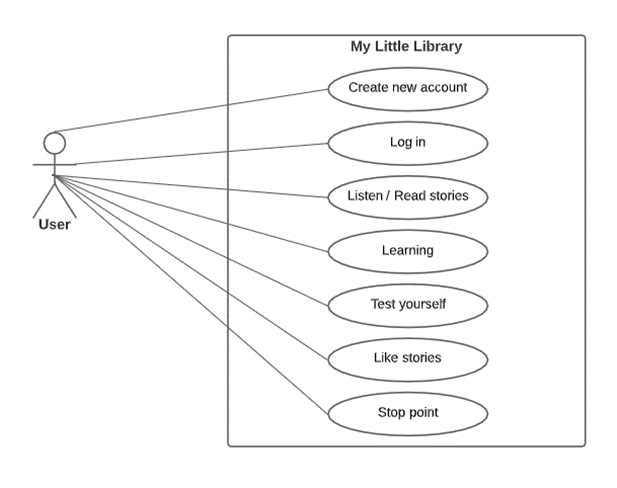 My Little Library
Create new account
Log in
Listen / Read stories
User
Learning
Test yourself
Like stories
Stop point